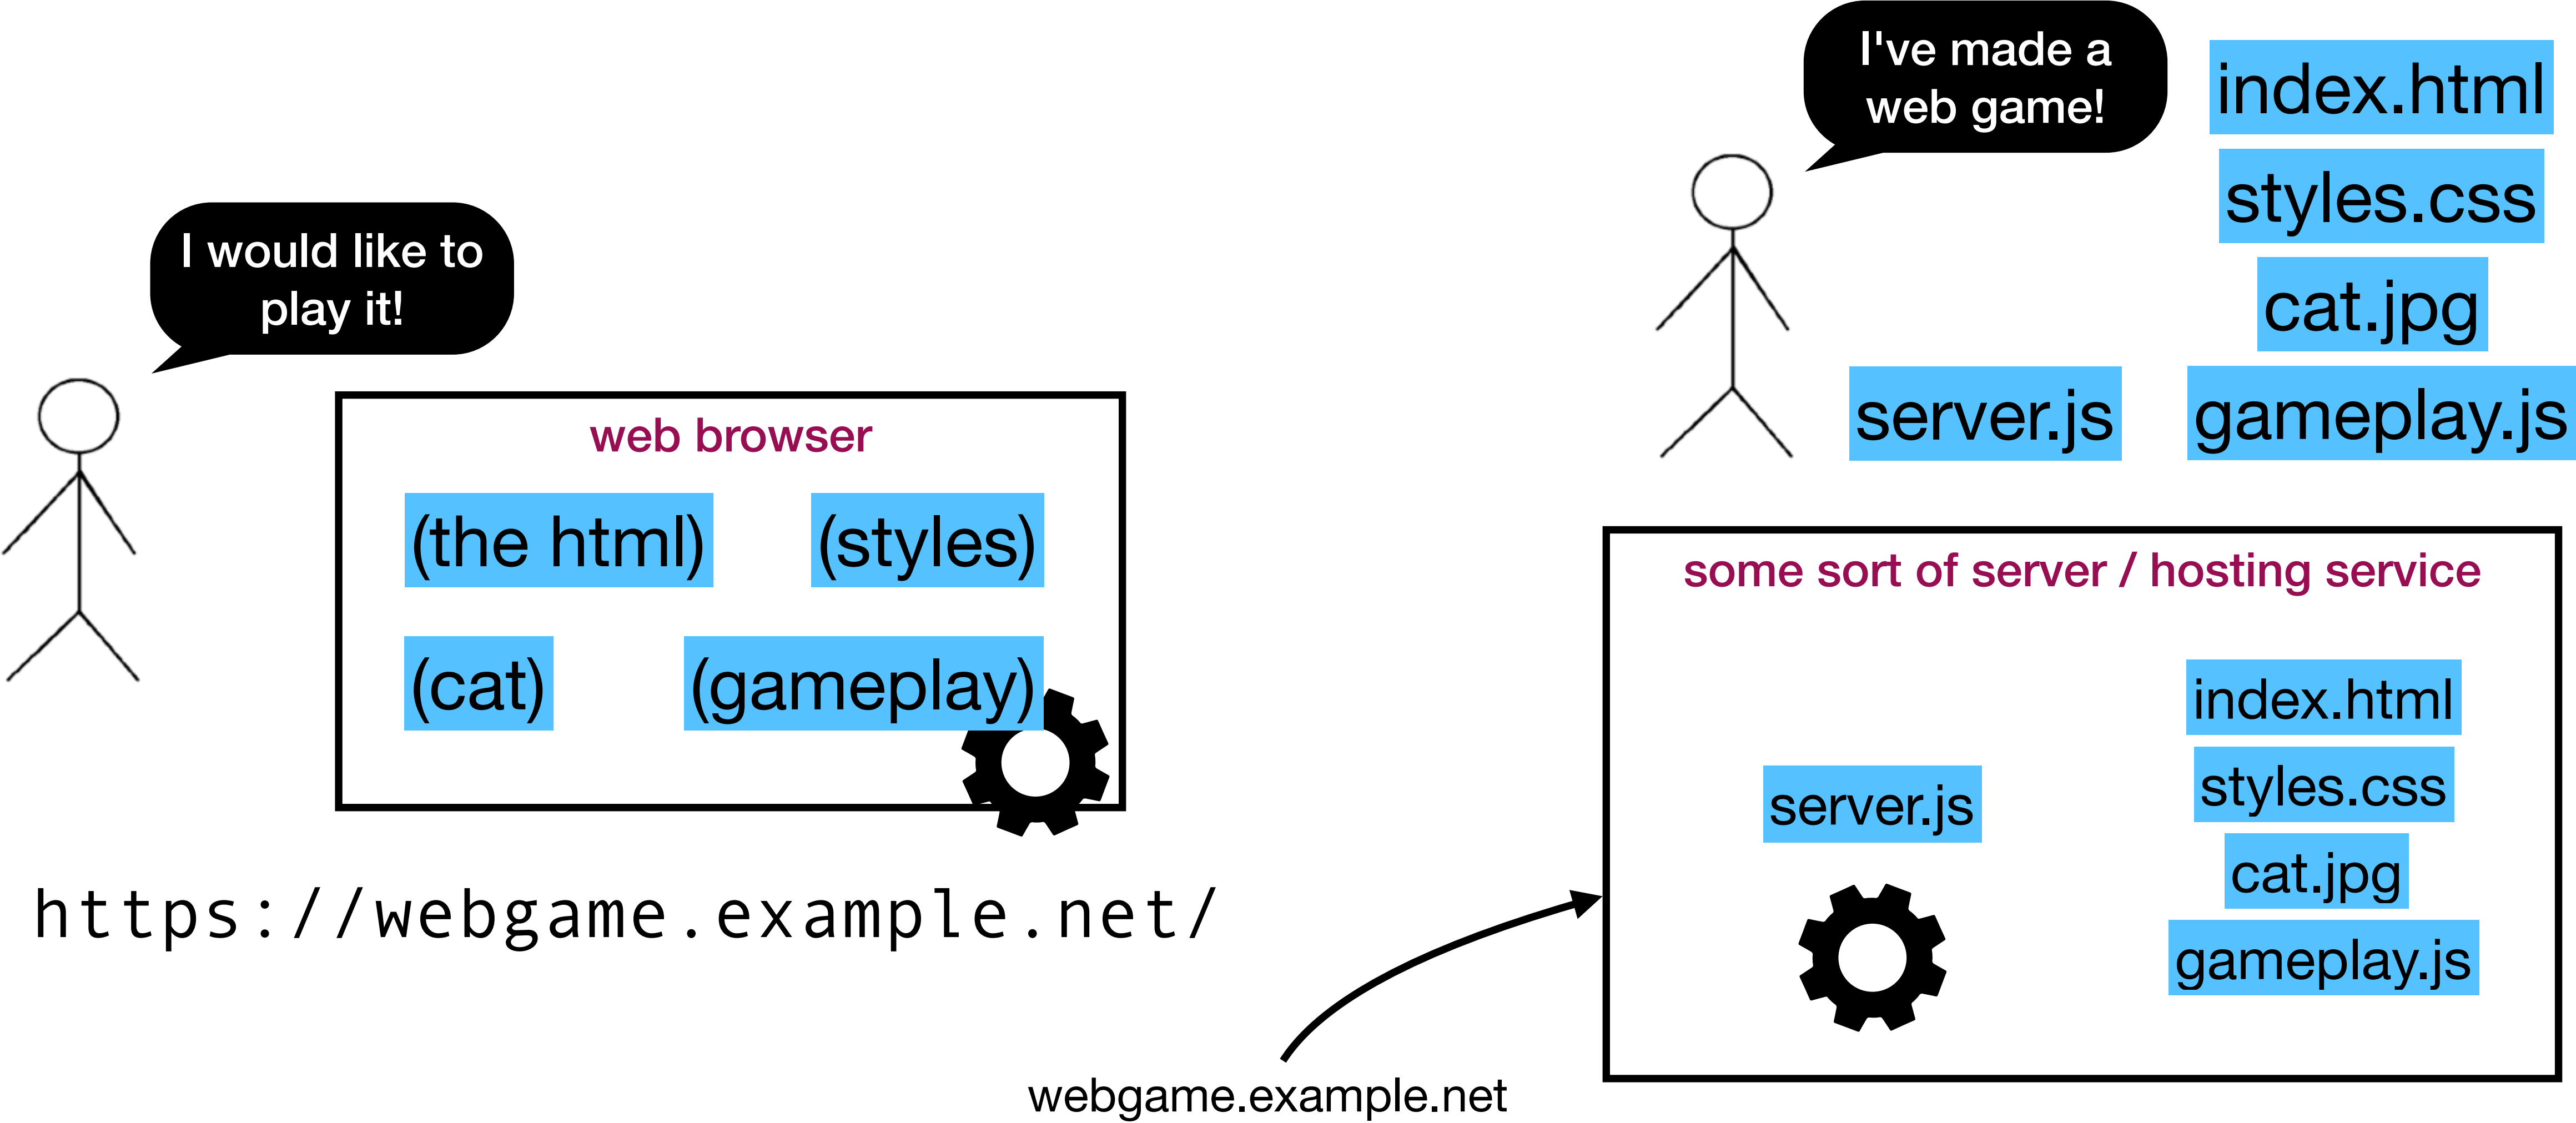 I've made a
web game!
index.html
styles.css
cat.jpg
server.js
gameplay.js
I would like to
play it!
web browser
(the html)
(styles)
(cat)
(gameplay)
https://webgame.example.net/
some sort of server / hosting service
server.js
index.html
styles.css
cat.jpg
gameplay.js
webgame.example.net